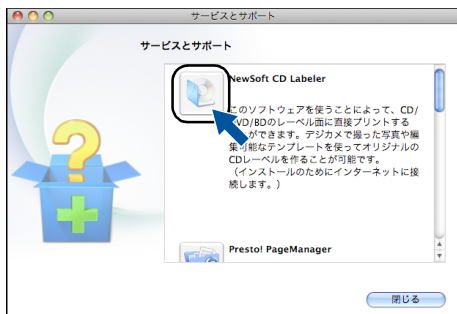 サービスとサポート
サービスとサポート
NewSoft CD Labeler
このソフトウェアを使うことによって、CD/
VD/BDのレーベル面に直接プリントする
ができます。デジカメで撮った写真や編
集可能なテンプレートを使ってオリジナルの
CDレーベルを作ることが可能です。
（インストールのためにインターネットに接
続します。）
Presto! PageManager
閉じる